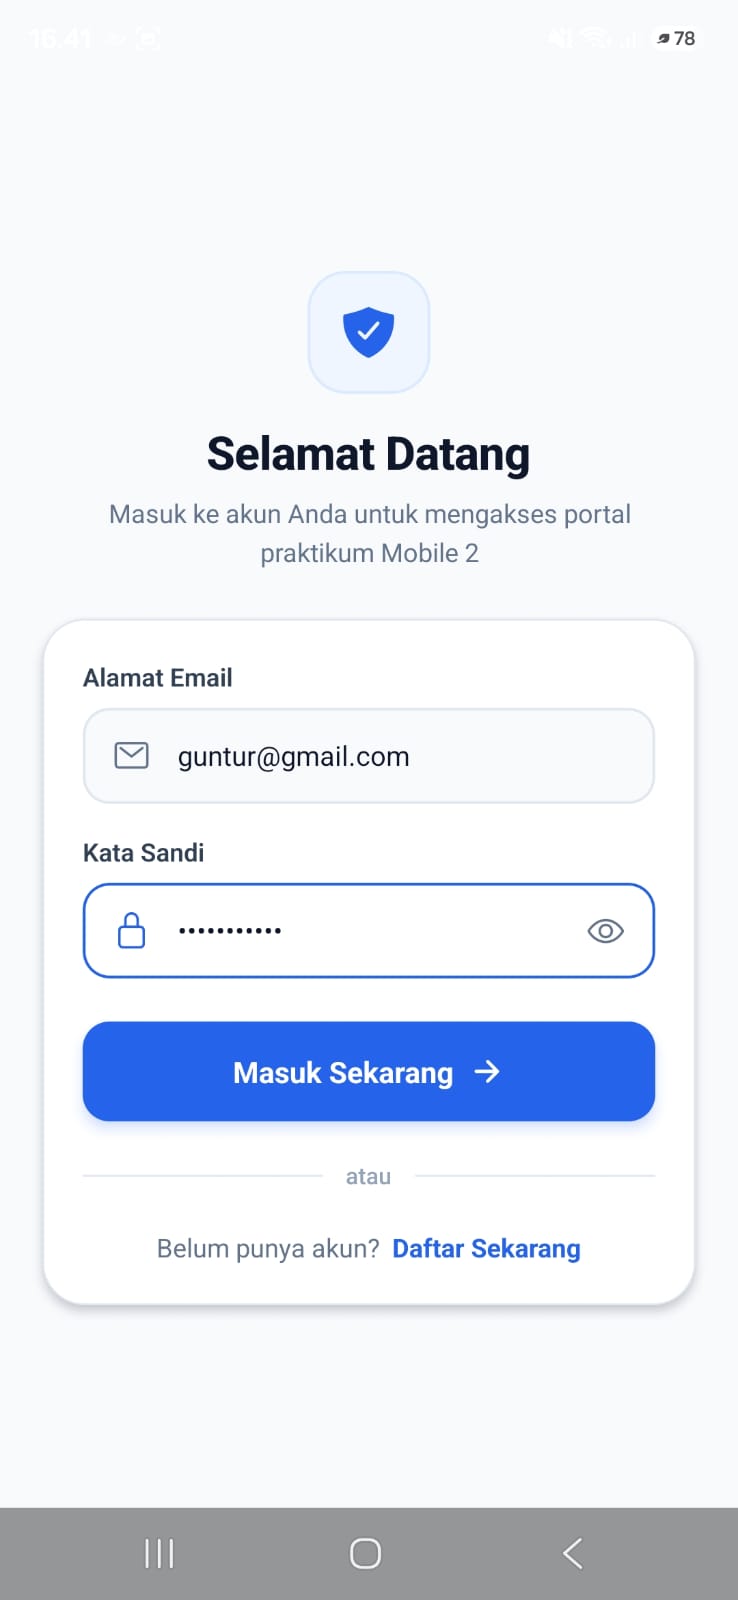 16.41
78
Selamat Datang
Masuk ke akun Anda untuk mengakses portal
praktikum Mobile 2
Alamat Email
guntur@gmail.com
Kata Sandi
•••••••••••
Masuk Sekarang →
atau
Belum punya akun? Daftar Sekarang